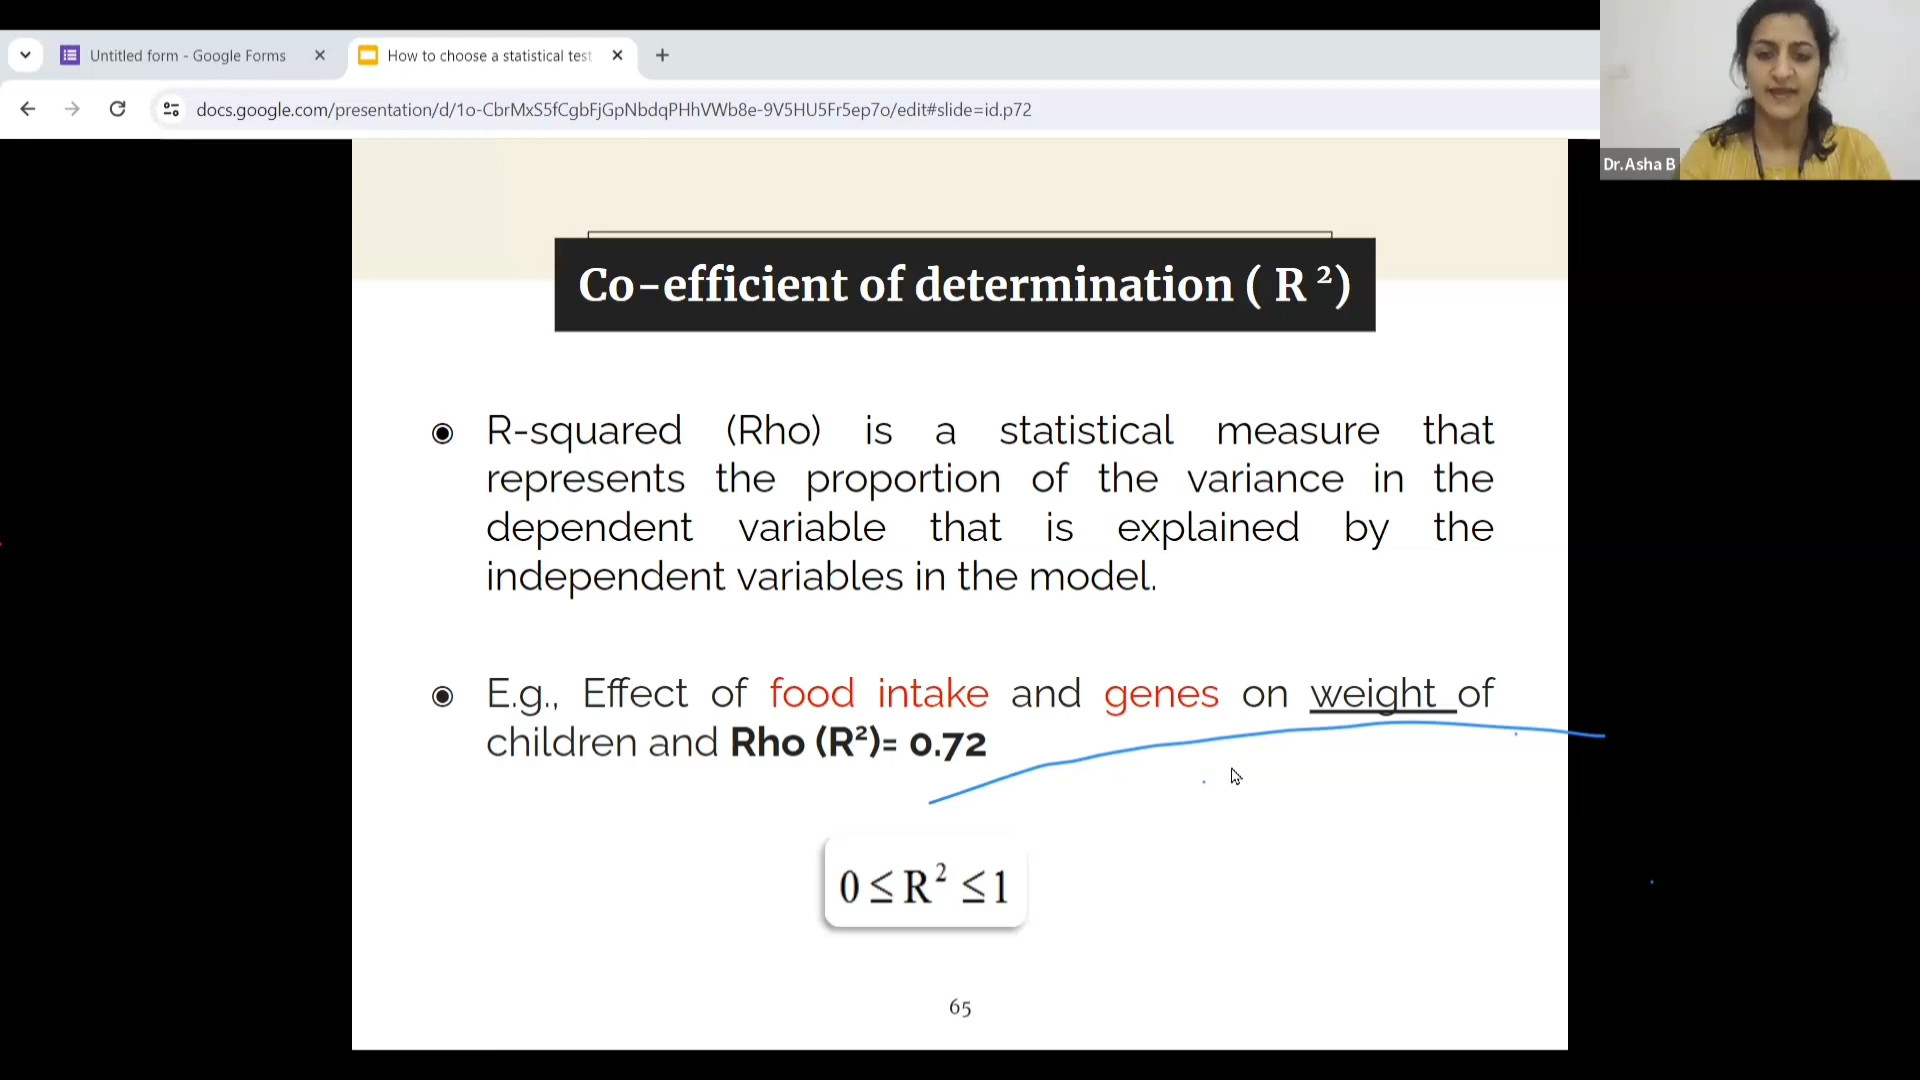 Untitled form - Google Forms
How to choose a statistical test
docs.google.com/presentation/d/1o-CbrMxS5fCgbFjGpNbdqPHhVWb8e-9V5HU5Fr5ep7o/edit#slide=id.p72
Dr.Asha B
Co-efficient of determination ( R ²)
R-squared (Rho) is a statistical measure that
represents the proportion of the variance in the
dependent variable that is explained by the
independent variables in the model.
E.g., Effect of food intake and genes on weight of
children and Rho (R²)= 0.72
0 ≤ R² ≤ 1
65